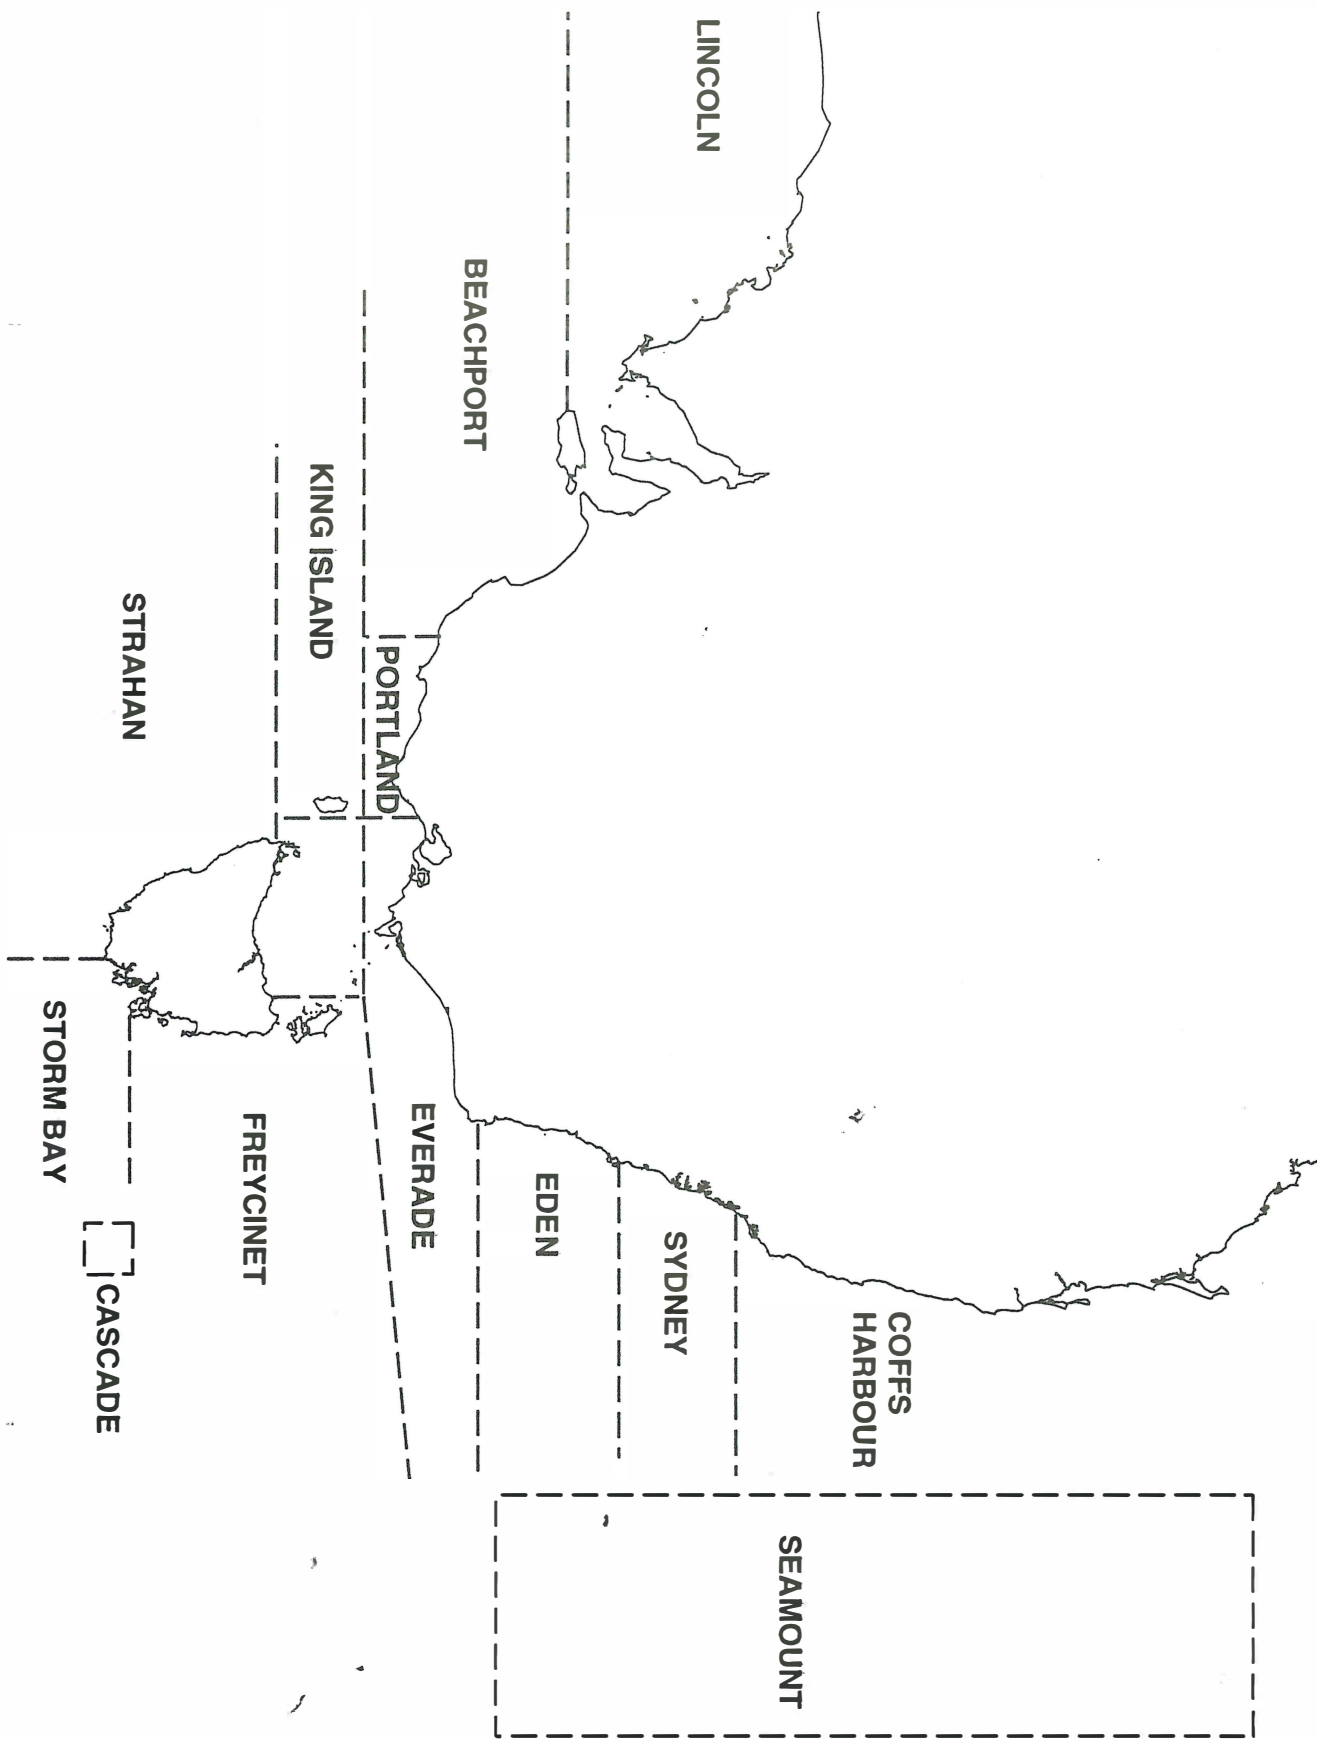 LINCOLN
BEACHPORT
KING ISLAND
PORTLAND
STRAHAN
STORM BAY
FREYCINET
CASCADE
EVERADE
EDEN
SYDNEY
COFFS
HARBOUR
SEAMOUNT